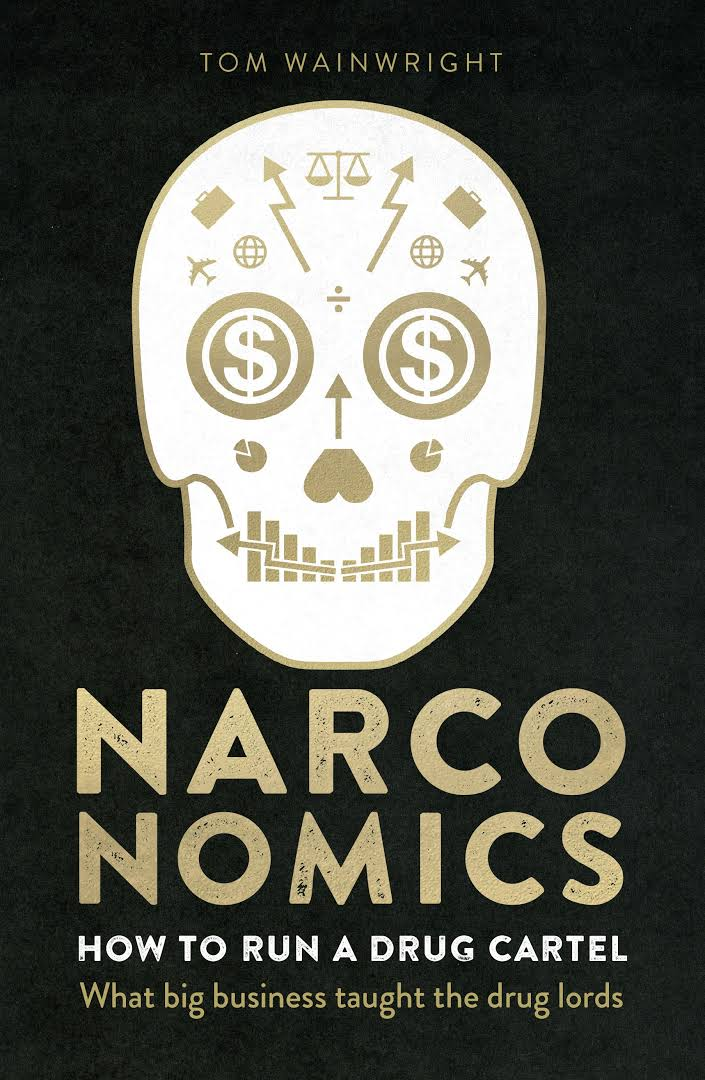 TOM WAINWRIGHT
÷
$ $
NARCO
NOMICS
HOW TO RUN A DRUG CARTEL
What big business taught the drug lords